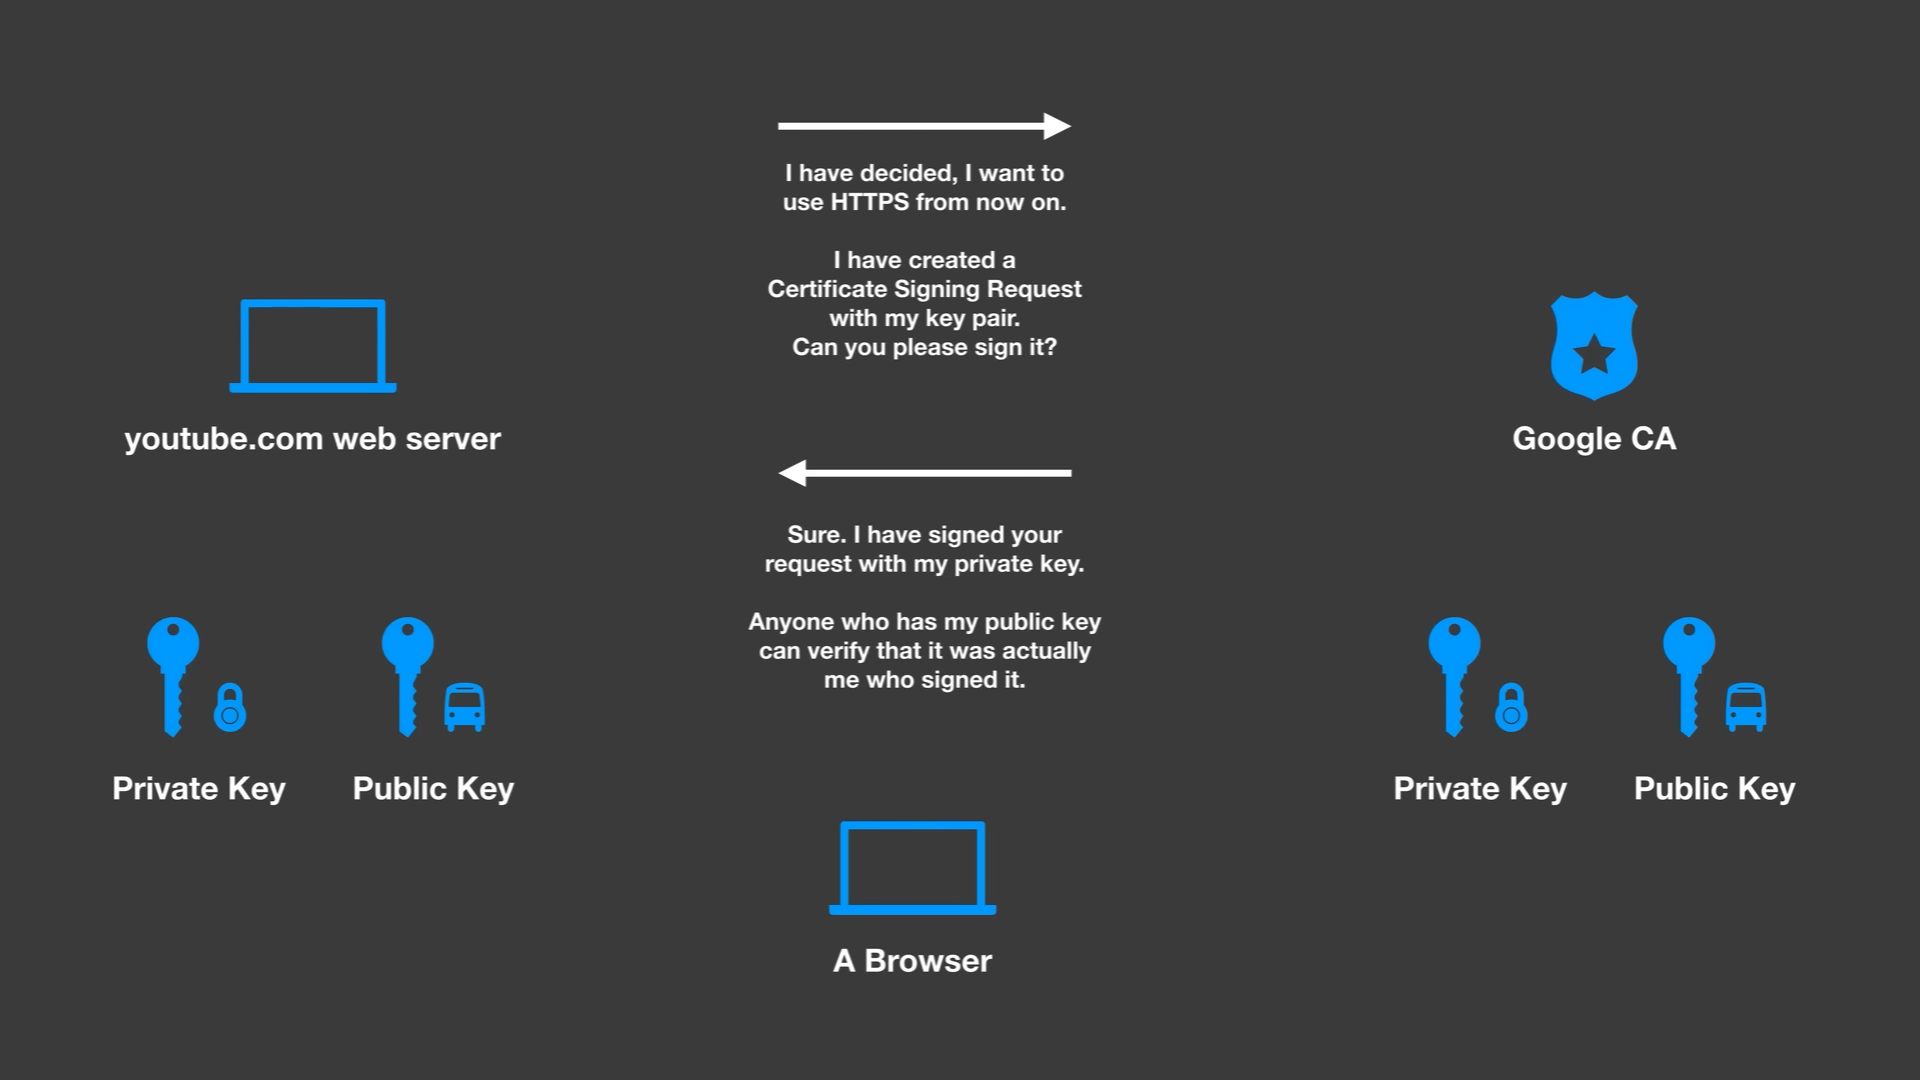 I have decided, I want to
use HTTPS from now on.
I have created a
Certificate Signing Request
with my key pair.
Can you please sign it?
youtube.com web server
Google CA
Sure. I have signed your
request with my private key.
Anyone who has my public key
can verify that it was actually
me who signed it.
Private Key
Public Key
Private Key
Public Key
A Browser